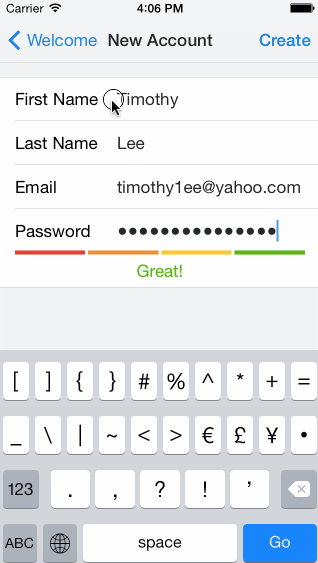 Carrier 4:06 PM
Welcome New Account Create
First Name Timothy
Last Name Lee
Email timothy1ee@yahoo.com
Password ●●●●●●●●●●●●●●●
Great!
[ ] { } # % ^ * + =
_ \ | ~ < > € £ ¥ •
123 . , ? ! ’
ABC space Go